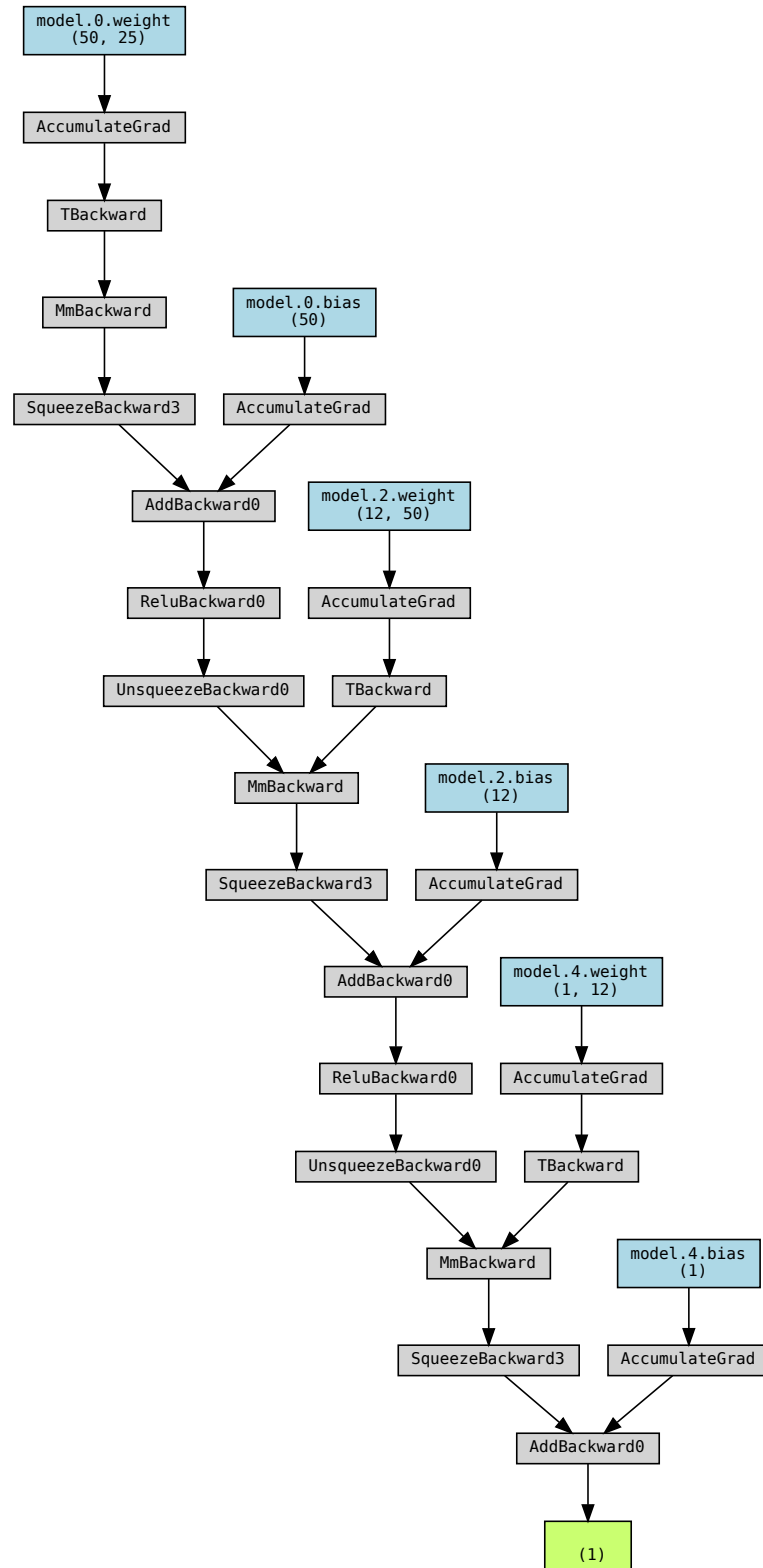 model.0.weight
(50, 25)
AccumulateGrad
TBackward
MmBackward
model.0.bias
(50)
SqueezeBackward3
AccumulateGrad
AddBackward0
model.2.weight
(12, 50)
ReluBackward0
AccumulateGrad
UnsqueezeBackward0
TBackward
MmBackward
model.2.bias
(12)
SqueezeBackward3
AccumulateGrad
AddBackward0
model.4.weight
(1, 12)
ReluBackward0
AccumulateGrad
UnsqueezeBackward0
TBackward
MmBackward
model.4.bias
(1)
SqueezeBackward3
AccumulateGrad
AddBackward0
(1)